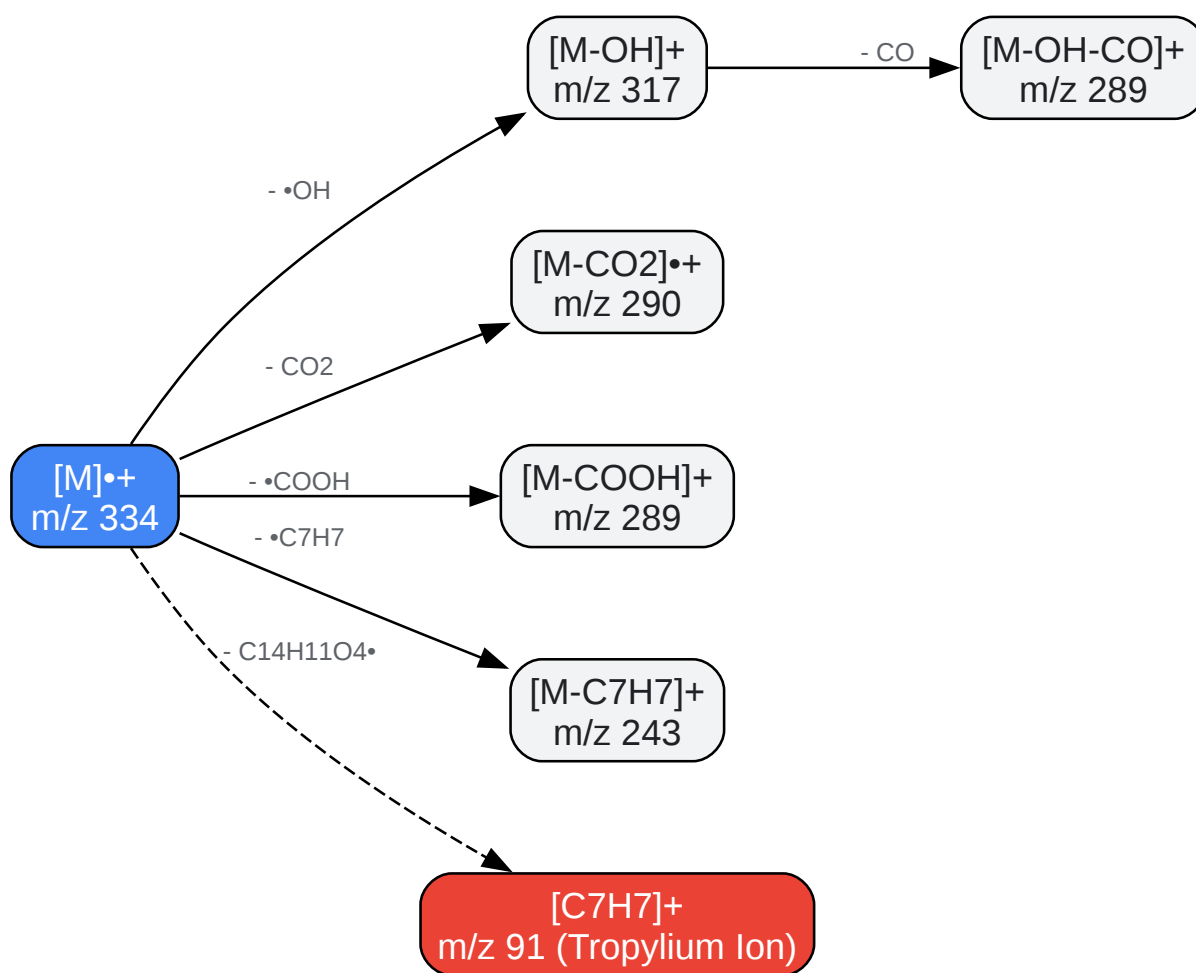 [M-OH]+
m/z 317
- CO
[M-OH-CO]+
m/z 289
- •OH
[M-CO2]•+
m/z 290
- CO2
[M]•+
m/z 334
- •COOH
[M-COOH]+
m/z 289
- •C7H7
- C14H11O4•
[M-C7H7]+
m/z 243
[C7H7]+
m/z 91 (Tropylium Ion)